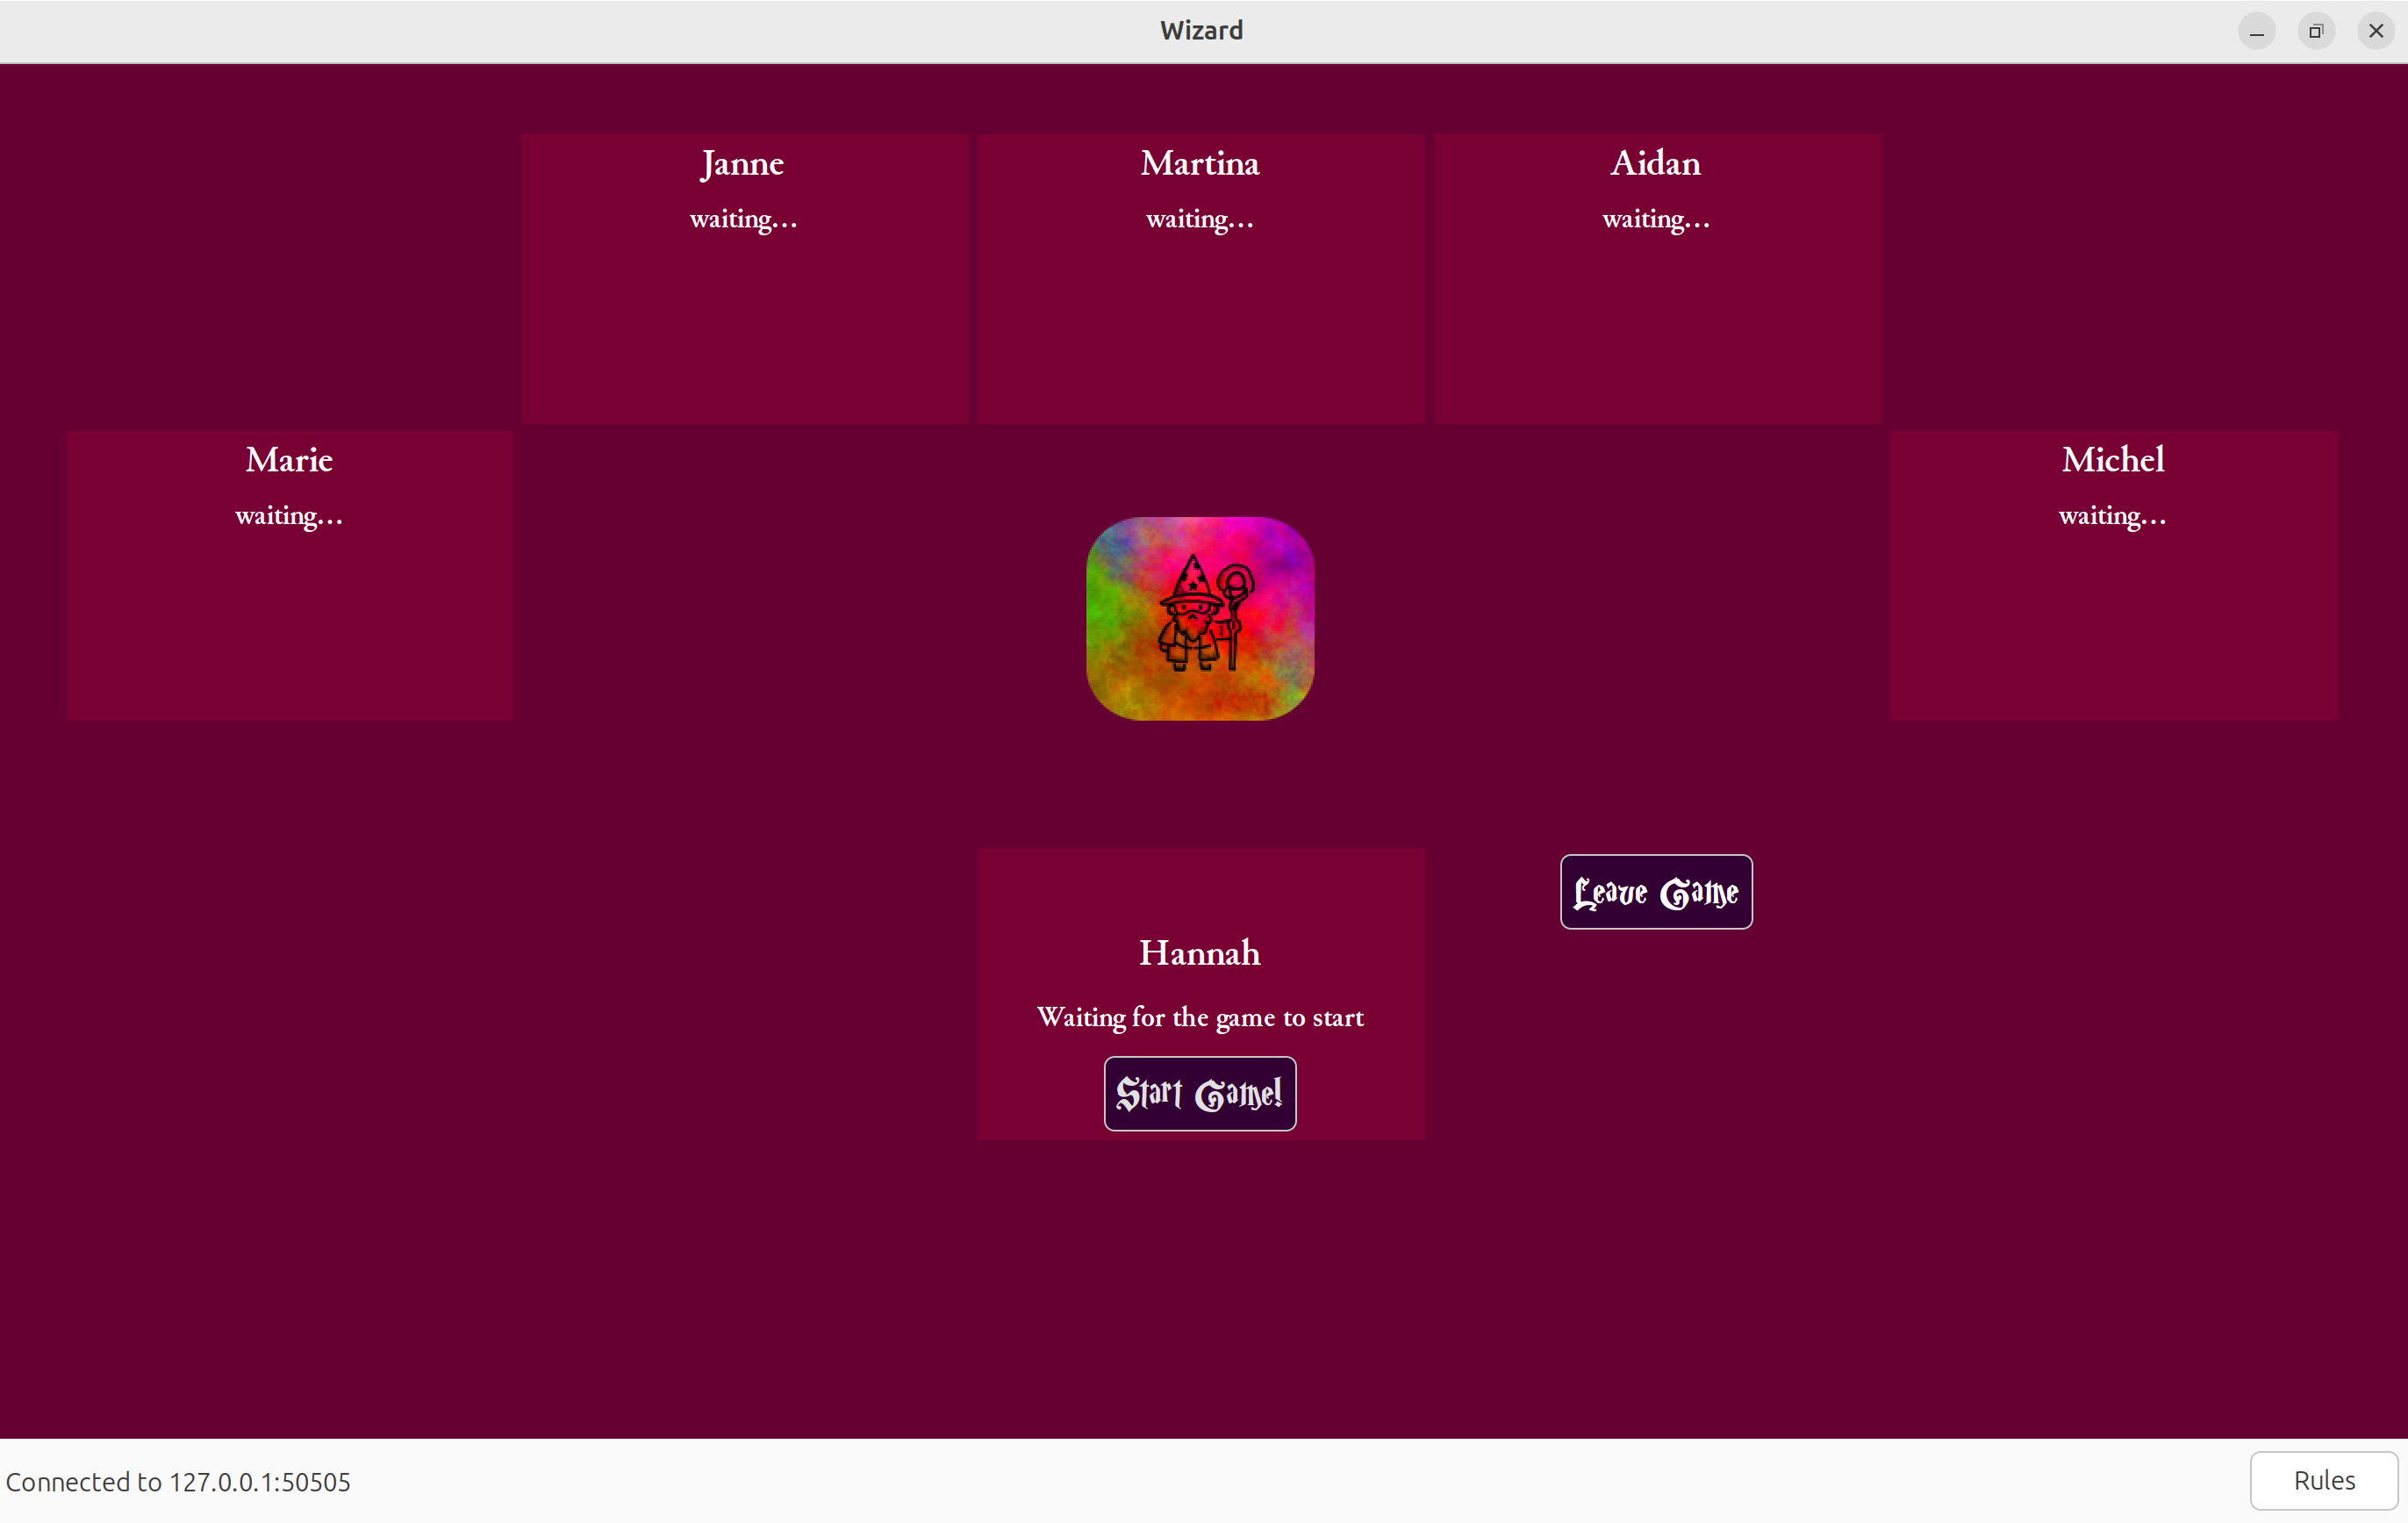 Wizard
Janne
waiting...
Martina
waiting...
Aidan
waiting...
Marie
waiting...
Michel
waiting...
Leave Game
Hannah
Waiting for the game to start
Start Game!
Connected to 127.0.0.1:50505
Rules